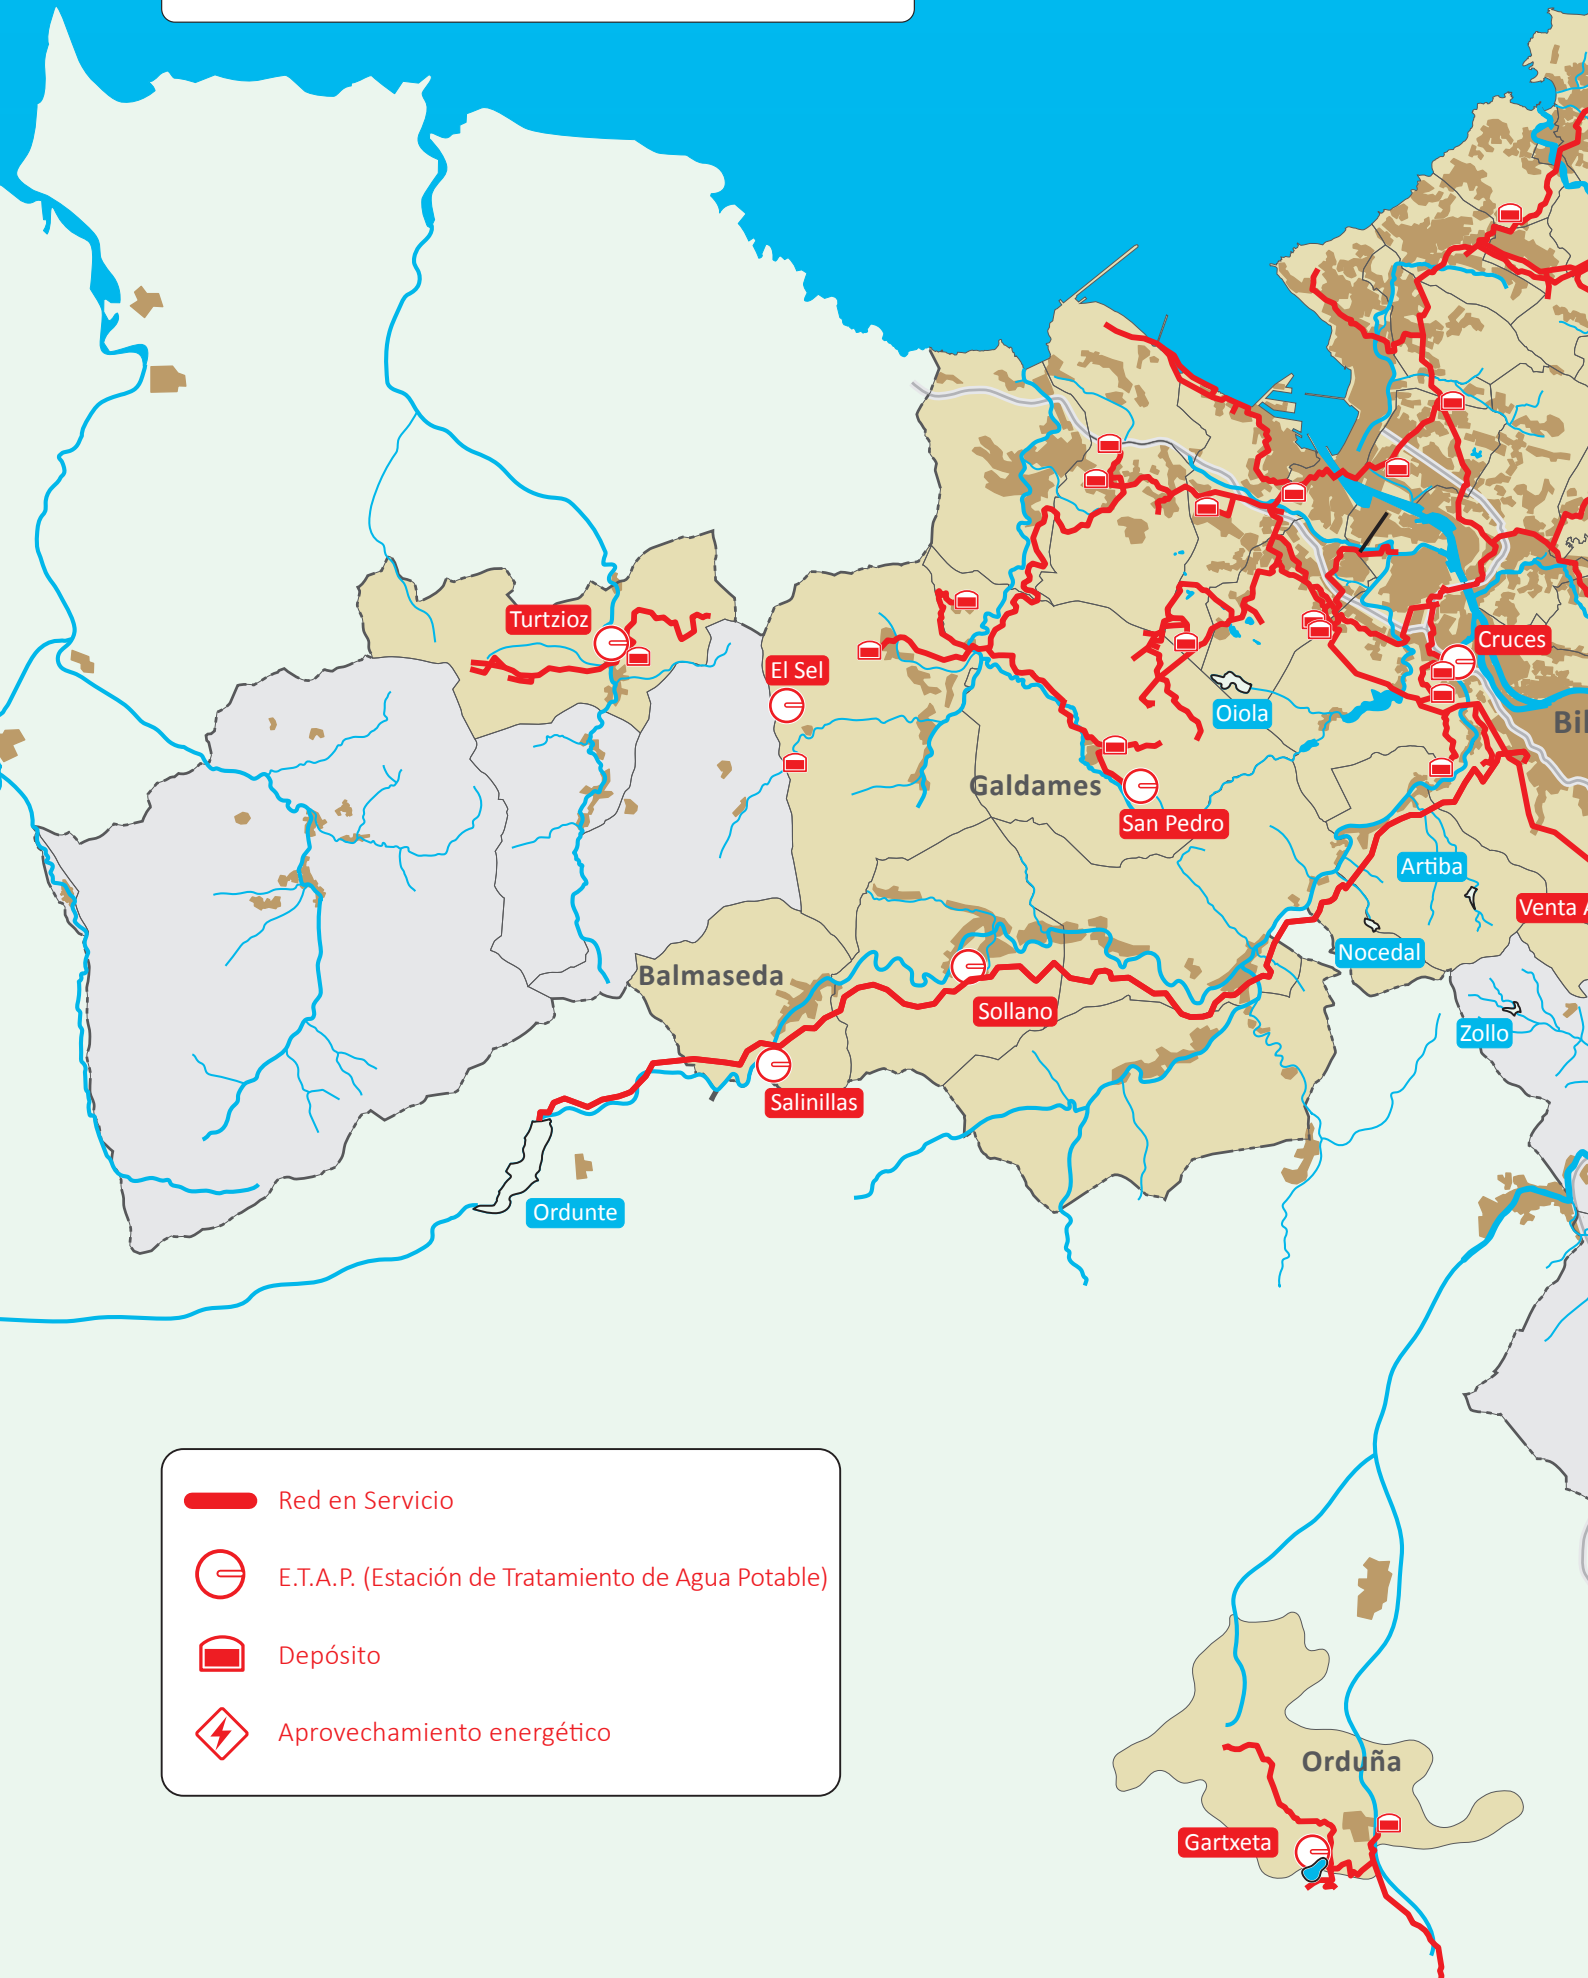 Turtzioz
El Sel
Cruces
Oiola
Bil
Galdames
San Pedro
Artiba
Venta A
Nocedal
Balmaseda
Sollano
Zollo
Salinillas
Ordunte
Red en Servicio
E.T.A.P. (Estación de Tratamiento de Agua Potable)
Depósito
Aprovechamiento energético
Orduña
Gartxeta